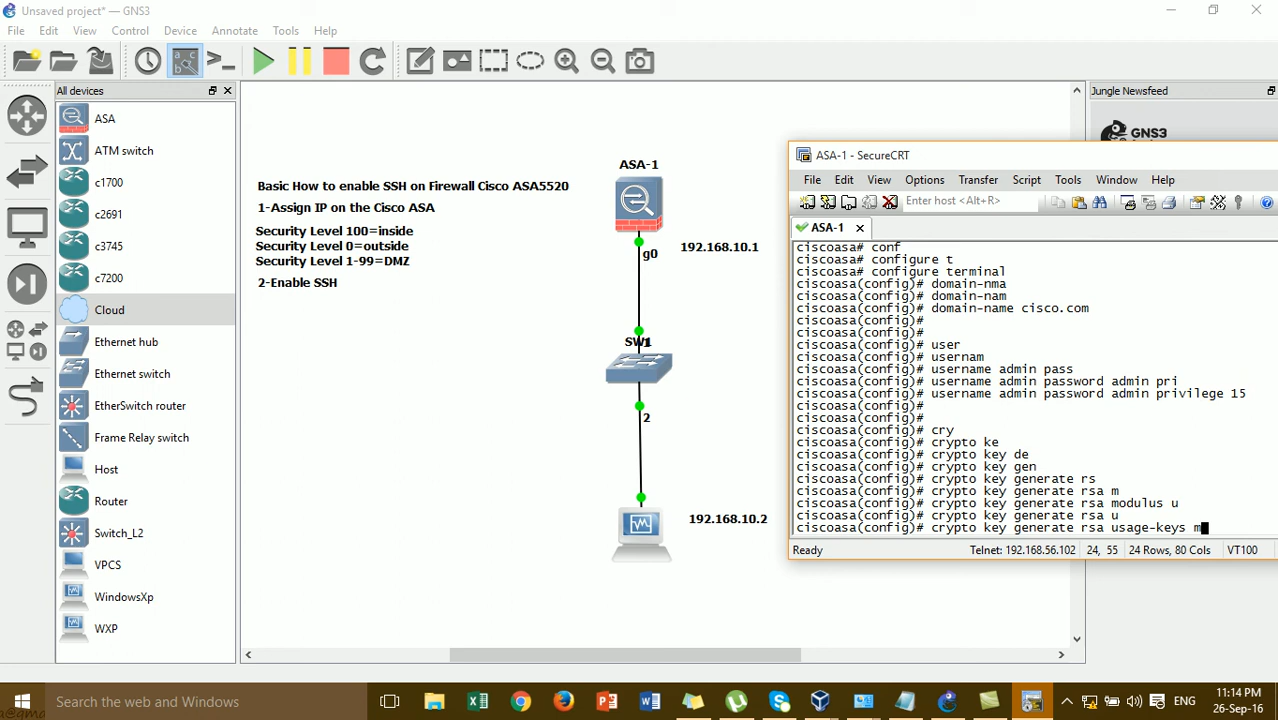 Unsaved project* — GNS3
File Edit View Control Device Annotate Tools Help
All devices
ASA
ATM switch
c1700
c2691
c3745
c7200
Cloud
Ethernet hub
Ethernet switch
EtherSwitch router
Frame Relay switch
Host
Router
Switch_L2
VPCS
WindowsXp
WXP
Basic How to enable SSH on Firewall Cisco ASA5520
1-Assign IP on the Cisco ASA
Security Level 100=inside
Security Level 0=outside
Security Level 1-99=DMZ
2-Enable SSH
ASA-1
192.168.10.1
g0
SW1
1
2
192.168.10.2
Jungle Newsfeed
GNS3
ASA-1 - SecureCRT
File Edit View Options Transfer Script Tools Window Help
Enter host <Alt+R>
ASA-1
ciscoasa# conf
ciscoasa# configure t
ciscoasa# configure terminal
ciscoasa(config)# domain-nma
ciscoasa(config)# domain-nam
ciscoasa(config)# domain-name cisco.com
ciscoasa(config)#
ciscoasa(config)#
ciscoasa(config)# user
ciscoasa(config)# usernam
ciscoasa(config)# username admin pass
ciscoasa(config)# username admin password admin pri
ciscoasa(config)# username admin password admin privilege 15
ciscoasa(config)#
ciscoasa(config)#
ciscoasa(config)# cry
ciscoasa(config)# crypto ke
ciscoasa(config)# crypto key de
ciscoasa(config)# crypto key gen
ciscoasa(config)# crypto key generate rs
ciscoasa(config)# crypto key generate rsa m
ciscoasa(config)# crypto key generate rsa modulus u
ciscoasa(config)# crypto key generate rsa u
ciscoasa(config)# crypto key generate rsa usage-keys m
Ready Telnet: 192.168.56.102 24, 55 24 Rows, 80 Cols VT100
Search the web and Windows
ENG
11:14 PM
26-Sep-16